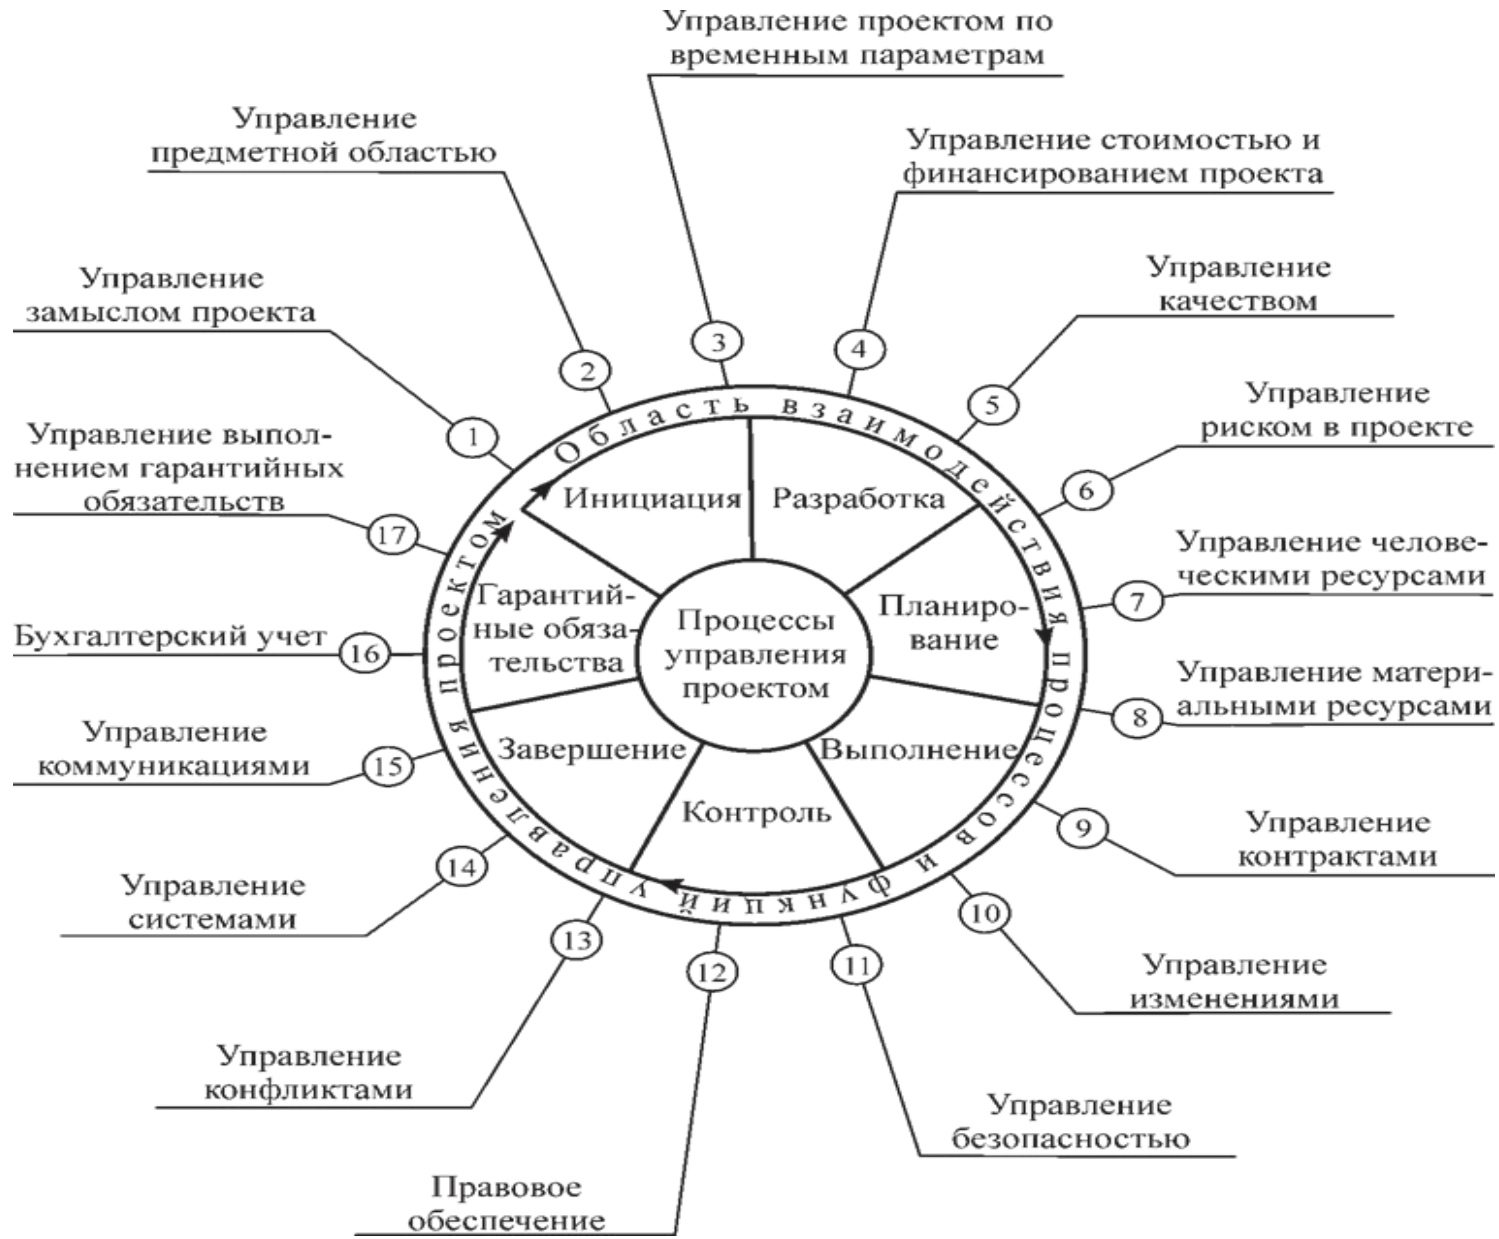 Управление проектом по
временным параметрам
Управление
предметной областью
Управление стоимостью и
финансированием проекта
Управление
замыслом проекта
Управление
качеством
Управление
риском в проекте
Управление выпол-
нением гарантийных
обязательств
Управление челове-
ческими ресурсами
Бухгалтерский учет
Управление матери-
альными ресурсами
Управление
коммуникациями
Управление
контрактами
Управление
системами
Управление
изменениями
Управление
конфликтами
Управление
безопасностью
Правовое
обеспечение
1
2
3
4
5
6
7
8
9
10
11
12
13
14
15
16
17
Область взаимодействия процессов и функций управления проектом
Инициация
Разработка
Планиро-
вание
Выполнение
Контроль
Завершение
Гарантий-
ные обяза-
тельства
Процессы
управления
проектом